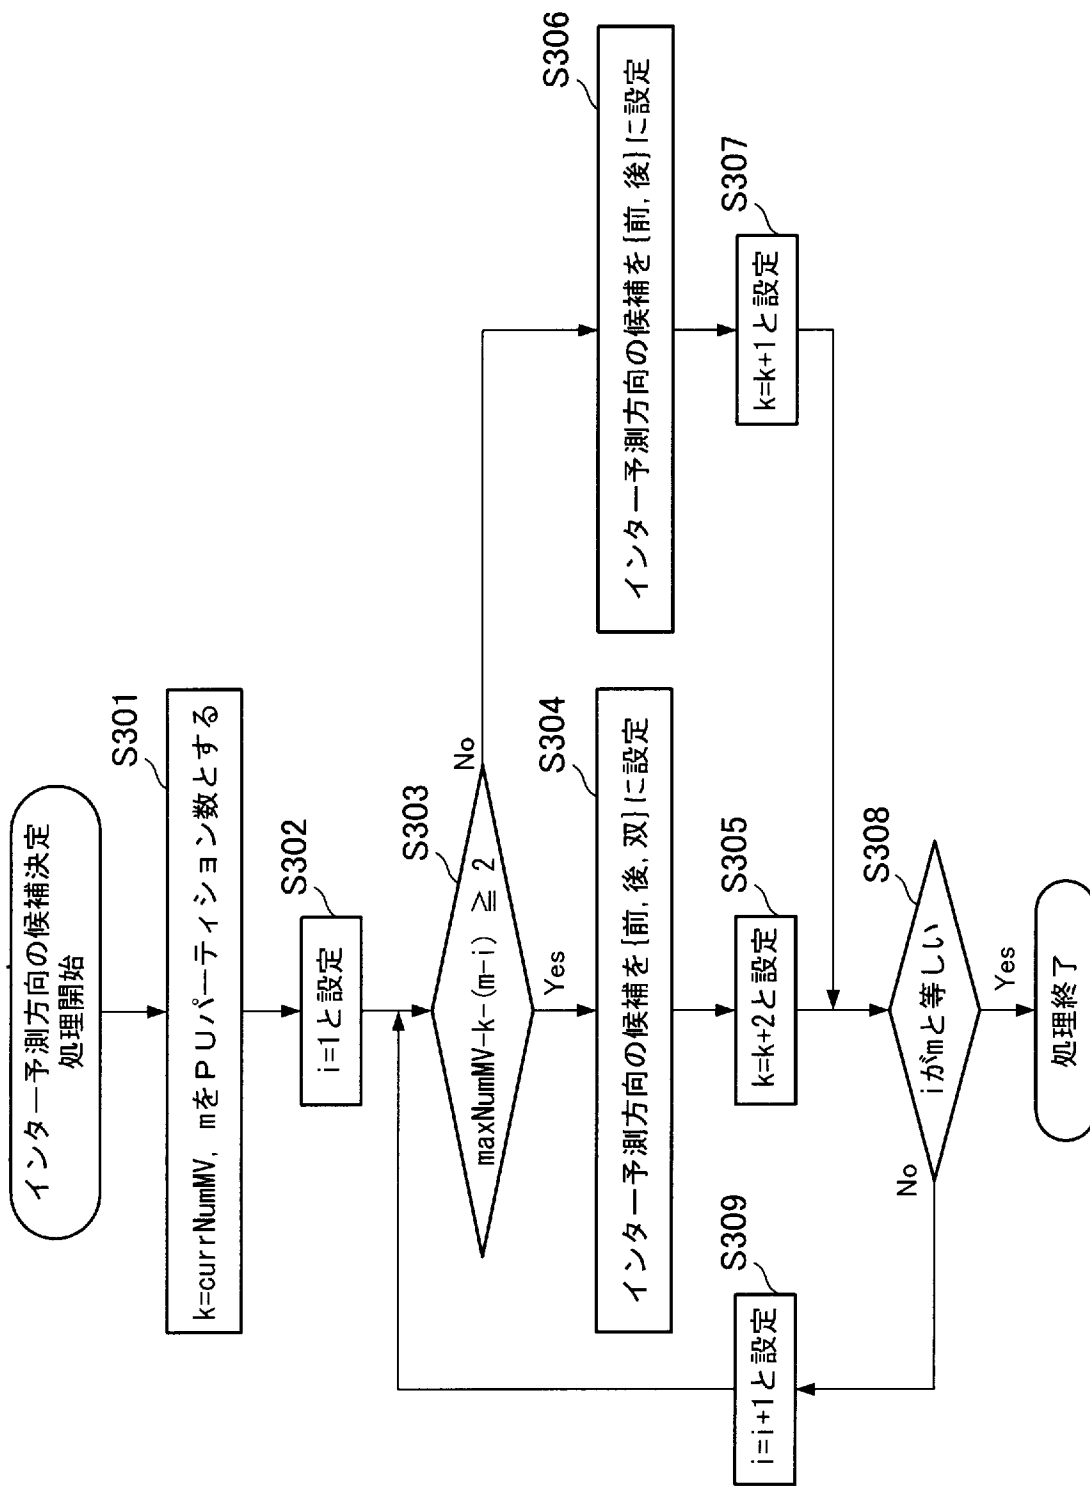 インター予測方向の候補決定
処理開始
S301
k=currNumMV, mをPUパーティション数とする
S302
i=1と設定
S303
maxNumMV-k-(m-i) ≧ 2
No
Yes
S304
インター予測方向の候補を{前, 後, 双}に設定
S305
k=k+2と設定
S306
インター予測方向の候補を{前, 後}に設定
S307
k=k+1と設定
S308
iがmと等しい
No
Yes
S309
i=i+1と設定
処理終了